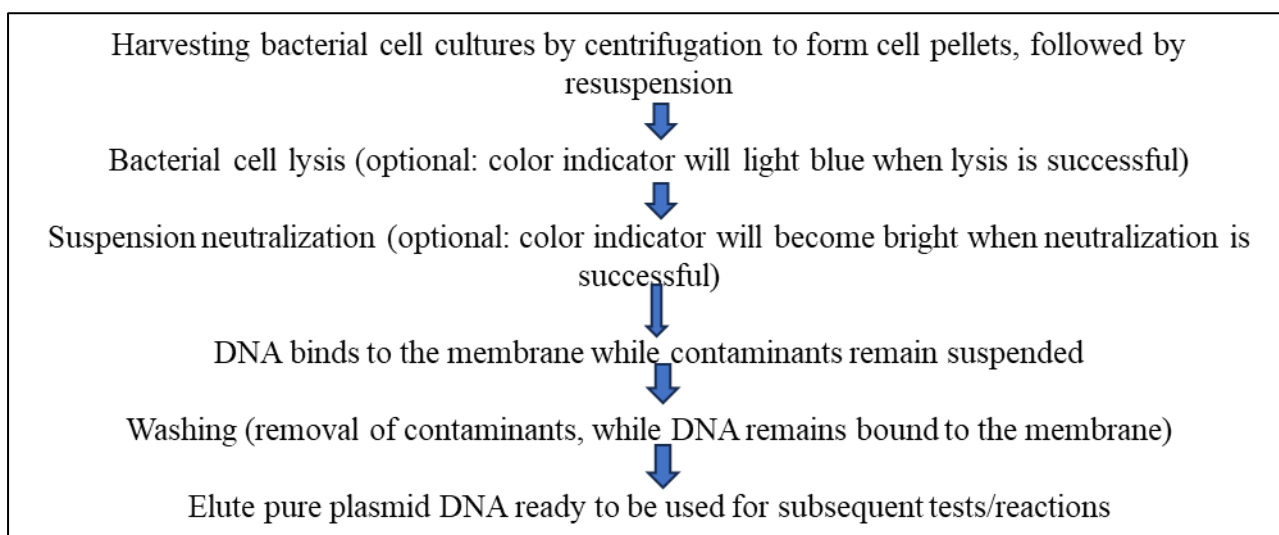 Harvesting bacterial cell cultures by centrifugation to form cell pellets, followed by
resuspension
Bacterial cell lysis (optional: color indicator will light blue when lysis is successful)
Suspension neutralization (optional: color indicator will become bright when neutralization is
successful)
DNA binds to the membrane while contaminants remain suspended
Washing (removal of contaminants, while DNA remains bound to the membrane)
Elute pure plasmid DNA ready to be used for subsequent tests/reactions